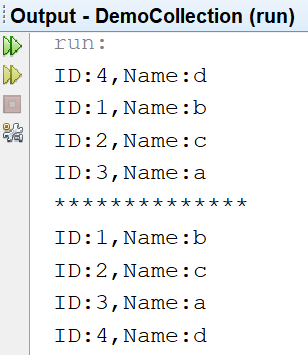 Output - DemoCollection (run)
run:
ID:4,Name:d
ID:1,Name:b
ID:2,Name:c
ID:3,Name:a
**************
ID:1,Name:b
ID:2,Name:c
ID:3,Name:a
ID:4,Name:d